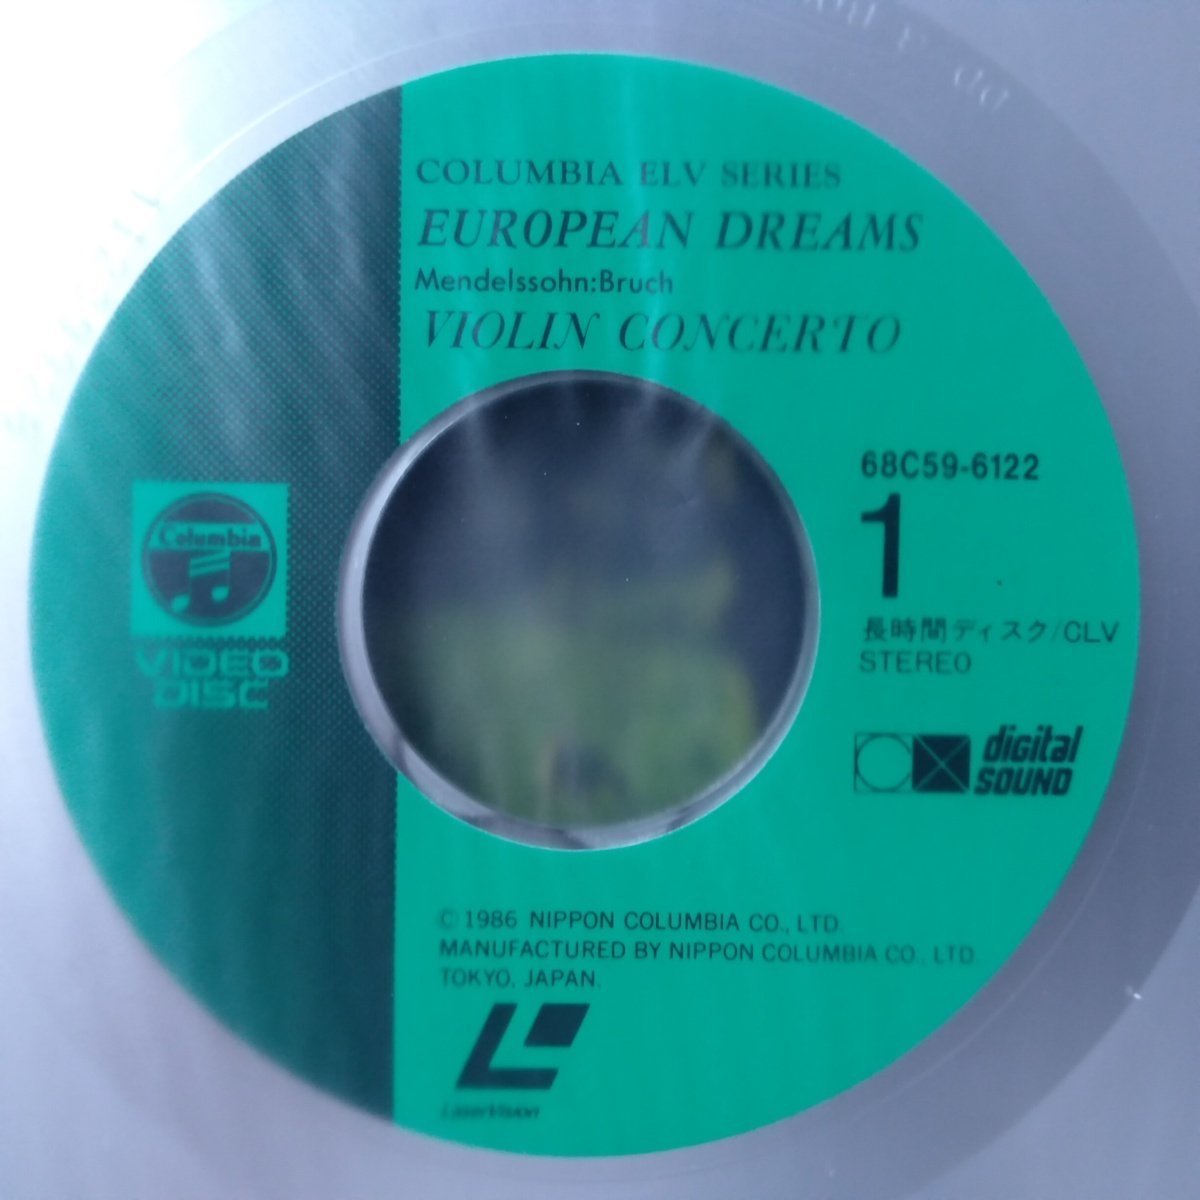 COLUMBIA ELV SERIES
EUROPEAN DREAMS
Mendelssohn:Bruch
VIOLIN CONCERTO
68C59-6122
1
長時間ディスク/CLV
STEREO
Columbia
VIDEO
DISC
digital
SOUND
© 1986 NIPPON COLUMBIA CO., LTD.
MANUFACTURED BY NIPPON COLUMBIA CO., LTD.
TOKYO, JAPAN.
LaserVision